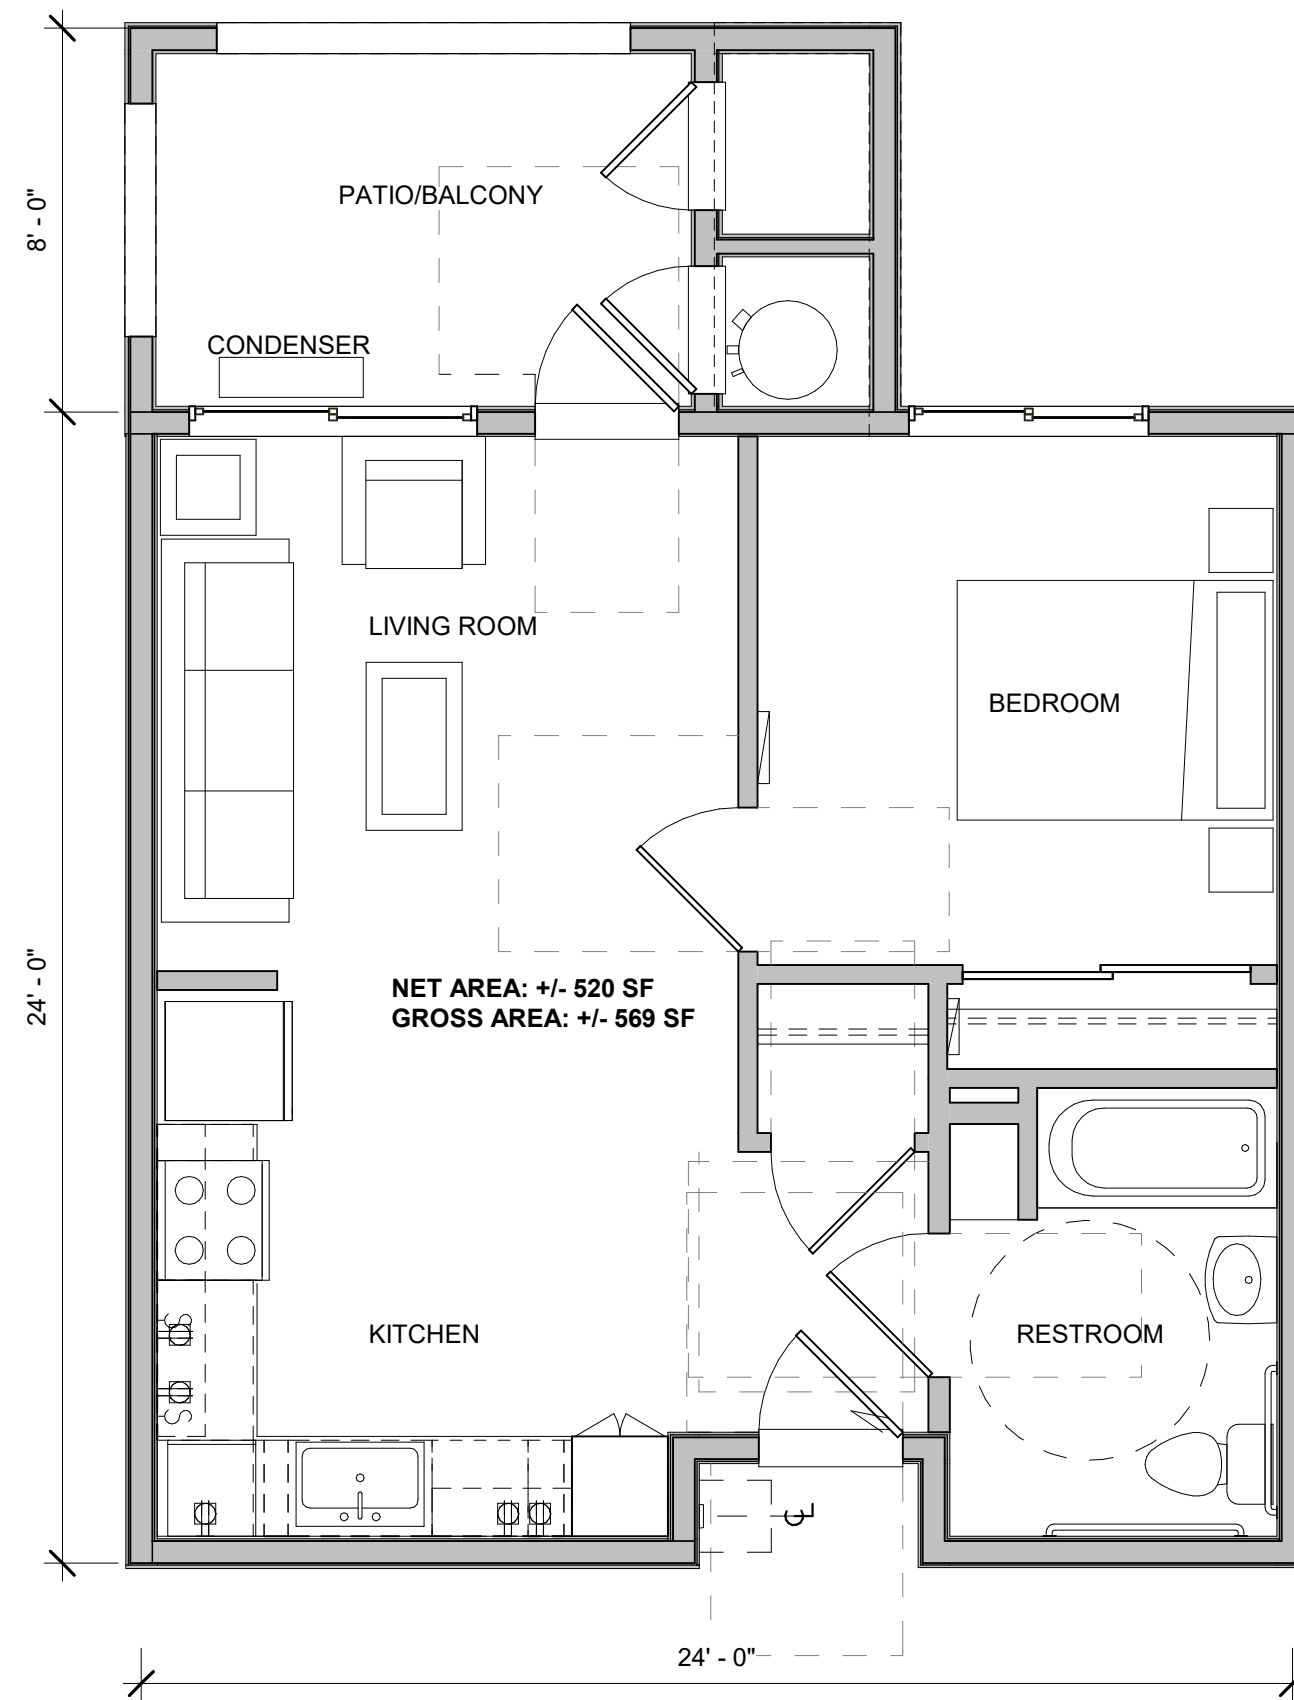 8' - 0"
PATIO/BALCONY
CONDENSER
LIVING ROOM
BEDROOM
24' - 0"
NET AREA: +/- 520 SF
GROSS AREA: +/- 569 SF
KITCHEN
RESTROOM
CL
24' - 0"